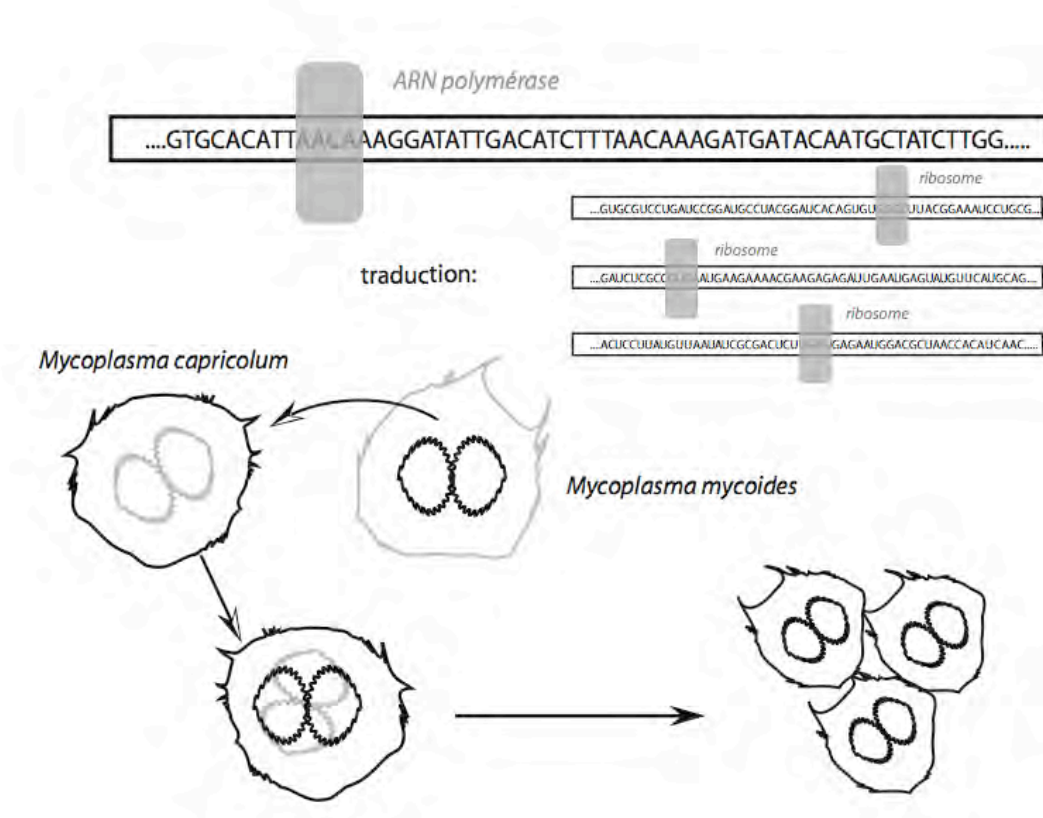 ARN polymérase
....GTGCACATTAACAAAGGATATTGACATCTTTAACAAAGATGATACAATGCTATCTTGG.....
ribosome
...GUGCGUCCUGAUCCGGAUGCCUACGGAUCACAGUGU UUACGGAAAUCCUGCG...
ribosome
traduction:
...GAUCUCGCC AUGAAGAAAACGAAGAGAGAUUGAAUGAGUAUGUUCAUGCAG....
ribosome
...ACUCCUUAUGUUAAUAUCGCGACUCU GAGAAUGGACGCUAACCACAUCAAC.....
Mycoplasma capricolum
Mycoplasma mycoides